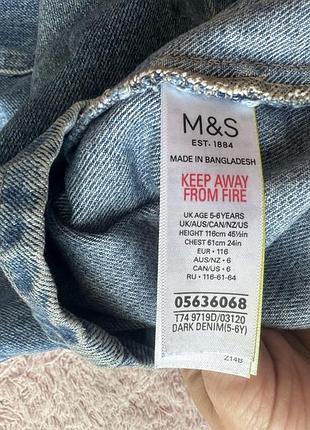 M&S
EST. 1884
MADE IN BANGLADESH
KEEP AWAY
FROM FIRE
UK AGE 5-6YEARS
UK/AUS/CAN/NZ/US
HEIGHT 116cm 45½in
CHEST 61cm 24in
EUR • 116
AUS/NZ • 6
CAN/US • 6
RU • 116-61-64
05636068
T74 9719D/03120
DARK DENIM(5-6Y)
Z14B